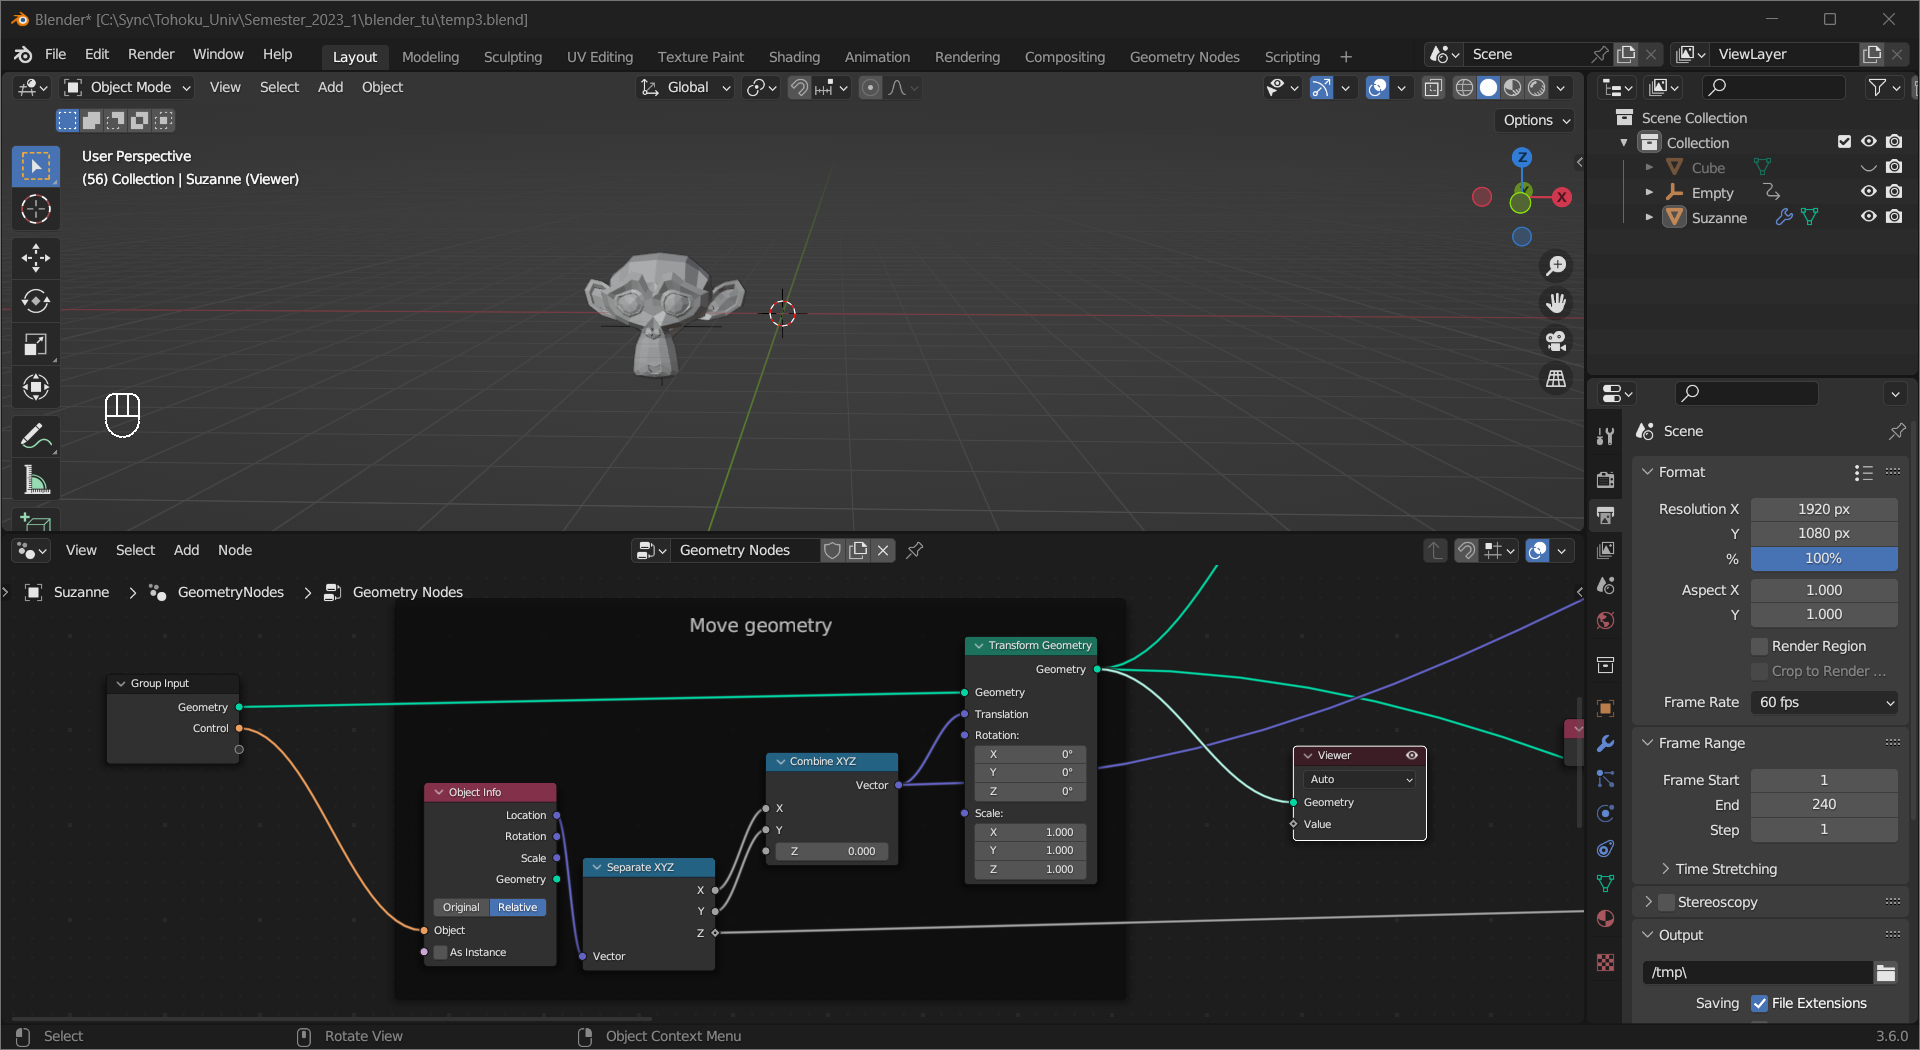 Blender* [C:\Sync\Tohoku_Univ\Semester_2023_1\blender_tu\temp3.blend]
File Edit Render Window Help Layout Modeling Sculpting UV Editing Texture Paint Shading Animation Rendering Compositing Geometry Nodes Scripting + Scene ViewLayer
Object Mode View Select Add Object Global
Options
User Perspective
(56) Collection | Suzanne (Viewer)
Z
X
Scene Collection
Collection
Cube
Empty
Suzanne
Scene
Format
Resolution X 1920 px
Y 1080 px
% 100%
Aspect X 1.000
Y 1.000
Render Region
Crop to Render ...
Frame Rate 60 fps
Frame Range
Frame Start 1
End 240
Step 1
Time Stretching
Stereoscopy
Output
/tmp\
Saving File Extensions
View Select Add Node Geometry Nodes
Suzanne GeometryNodes Geometry Nodes
Move geometry
Group Input
Geometry
Control
Object Info
Location
Rotation
Scale
Geometry
Original Relative
Object
As Instance
Separate XYZ
X
Y
Z
Vector
Combine XYZ
Vector
X
Y
Z 0.000
Transform Geometry
Geometry
Geometry
Translation
Rotation:
X 0°
Y 0°
Z 0°
Scale:
X 1.000
Y 1.000
Z 1.000
Viewer
Auto
Geometry
Value
Select Rotate View Object Context Menu 3.6.0